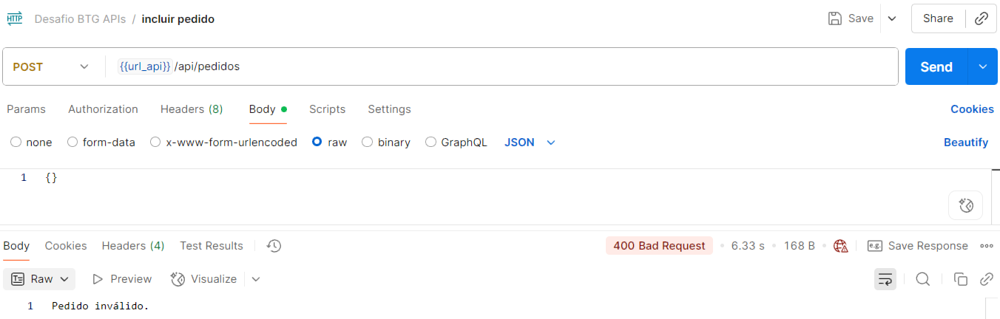 HTTP Desafio BTG APIs / incluir pedido Save Share
POST {{url_api}} /api/pedidos Send
Params Authorization Headers (8) Body Scripts Settings Cookies
none form-data x-www-form-urlencoded raw binary GraphQL JSON Beautify
1 {}
Body Cookies Headers (4) Test Results 400 Bad Request 6.33 s 168 B e.g. Save Response
Raw Preview Visualize
1 Pedido inválido.